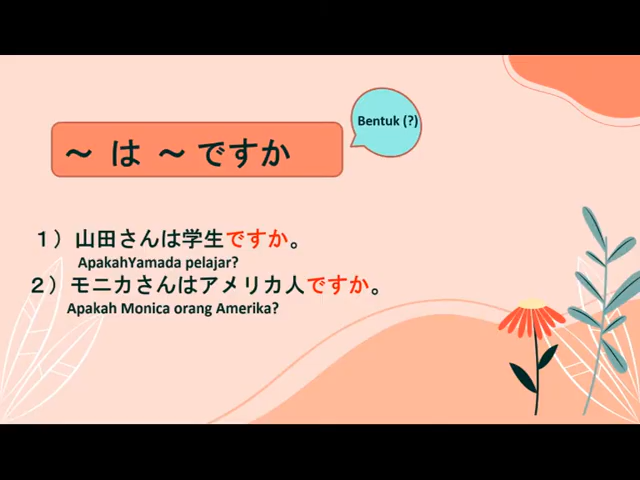 Bentuk (?)
～ は ～ ですか
１）山田さんは学生ですか。
ApakahYamada pelajar?
２）モニカさんはアメリカ人ですか。
Apakah Monica orang Amerika?